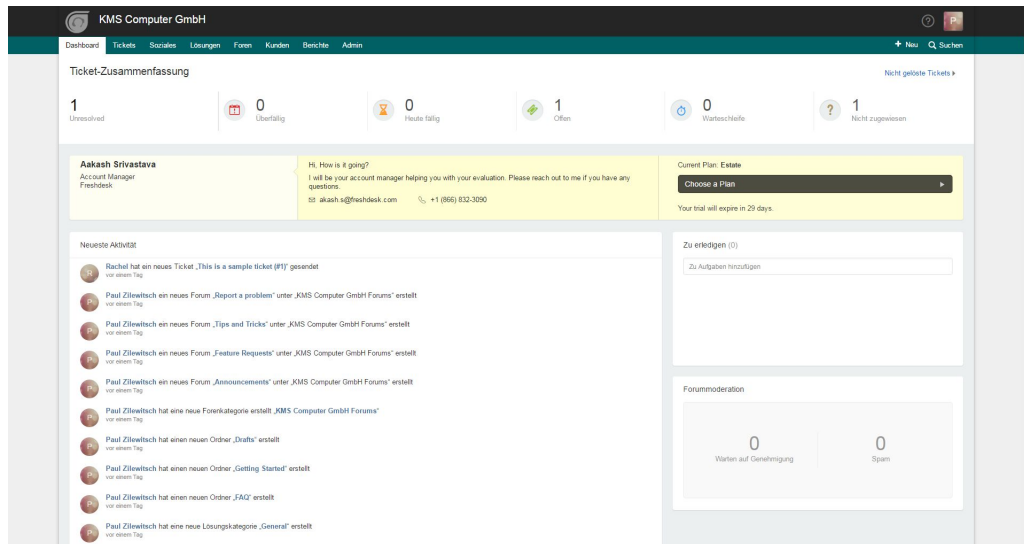 KMS Computer GmbH
?
P
Dashboard Tickets Soziales Lösungen Foren Kunden Berichte Admin
+ Neu Suchen
Ticket-Zusammenfassung
Nicht gelöste Tickets
1
Unresolved
0
Überfällig
0
Heute fällig
1
Offen
0
Warteschleife
?
1
Nicht zugewiesen
Aakash Srivastava
Account Manager
Freshdesk
Hi, How is it going?
I will be your account manager helping you with your evaluation. Please reach out to me if you have any
questions.
akash.s@freshdesk.com +1 (866) 832-3090
Current Plan: Estate
Choose a Plan
Your trial will expire in 29 days.
Neueste Aktivität
R
Rachel hat ein neues Ticket „This is a sample ticket (#1)“ gesendet
vor einem Tag
P
Paul Zilewitsch ein neues Forum „Report a problem“ unter „KMS Computer GmbH Forums“ erstellt
vor einem Tag
P
Paul Zilewitsch ein neues Forum „Tips and Tricks“ unter „KMS Computer GmbH Forums“ erstellt
vor einem Tag
P
Paul Zilewitsch ein neues Forum „Feature Requests“ unter „KMS Computer GmbH Forums“ erstellt
vor einem Tag
P
Paul Zilewitsch ein neues Forum „Announcements“ unter „KMS Computer GmbH Forums“ erstellt
vor einem Tag
P
Paul Zilewitsch hat eine neue Forenkategorie erstellt „KMS Computer GmbH Forums“
vor einem Tag
P
Paul Zilewitsch hat einen neuen Ordner „Drafts“ erstellt
vor einem Tag
P
Paul Zilewitsch hat einen neuen Ordner „Getting Started“ erstellt
vor einem Tag
P
Paul Zilewitsch hat einen neuen Ordner „FAQ“ erstellt
vor einem Tag
P
Paul Zilewitsch hat eine neue Lösungskategorie „General“ erstellt
vor einem Tag
Zu erledigen (0)
Zu Aufgaben hinzufügen
Forummoderation
0
Warten auf Genehmigung
0
Spam